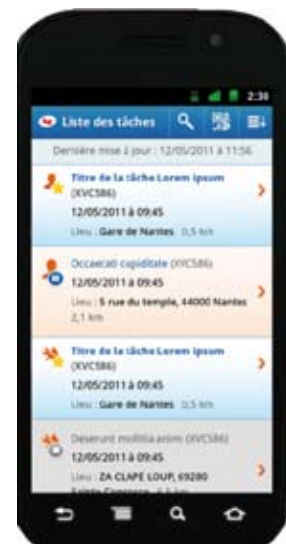 2:38
Liste des tâches
Dernière mise à jour : 12/05/2011 à 11:56
Titre de la tâche Lorem ipsum
(XVC586)
12/05/2011 à 09:45
Lieu : Gare de Nantes 0,5 km
Occaecati cupiditate (XYC586)
12/05/2011 à 09:45
Lieu : 5 rue du templa, 44000 Nantes
2,1 km
Titre de la tâche Lorem ipsum
(XVC586)
12/05/2011 à 09:45
Lieu : Gare de Nantes 0,5 km
Deserunt mollitia animi (XVC586)
12/05/2011 à 09:45
Lieu : ZA CLAPE LOUP, 69280